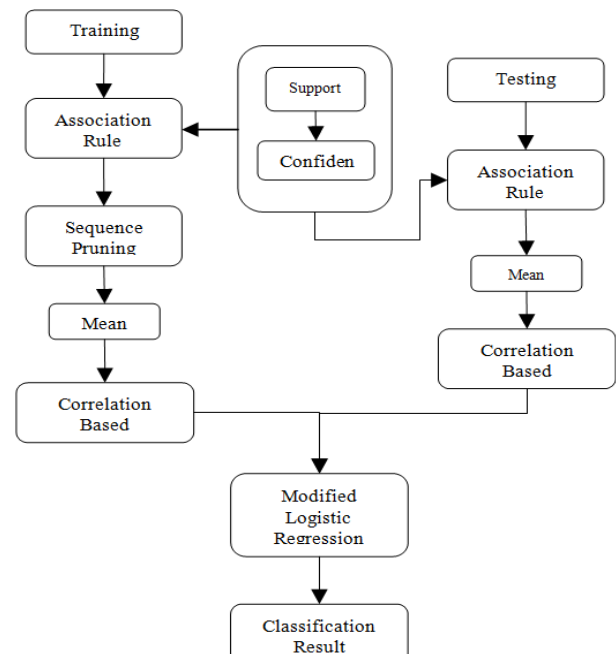 Training
Support
Confiden
Testing
Association
Rule
Association
Rule
Sequence
Pruning
Mean
Mean
Correlation
Based
Correlation
Based
Modified
Logistic
Regression
Classification
Result